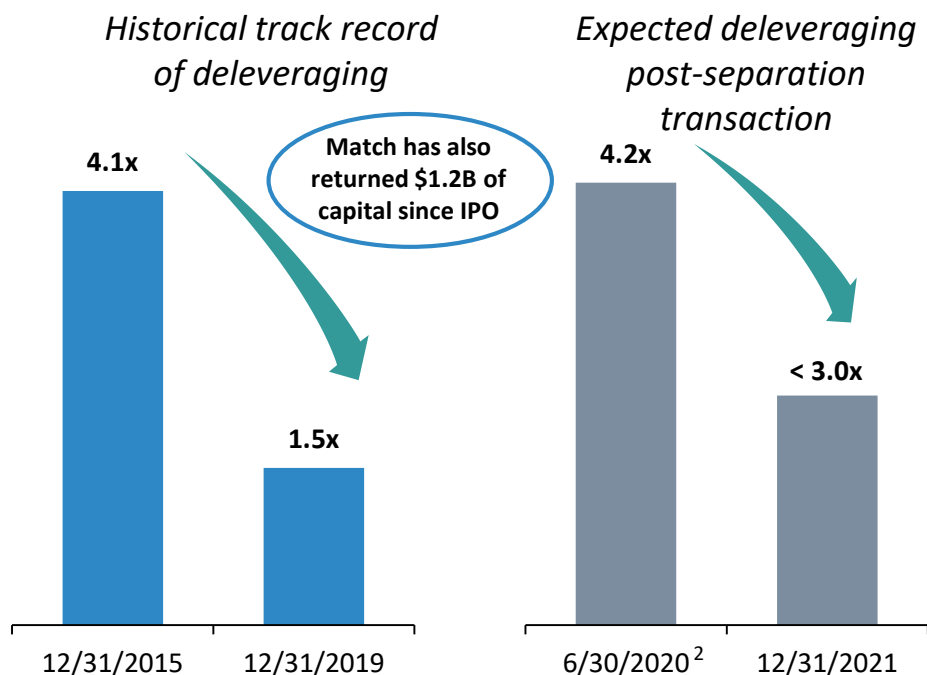 Historical track record
of deleveraging
Match has also
returned $1.2B of
capital since IPO
4.1x
1.5x
12/31/2015
12/31/2019
Expected deleveraging
post-separation
transaction
4.2x
< 3.0x
6/30/2020²
12/31/2021